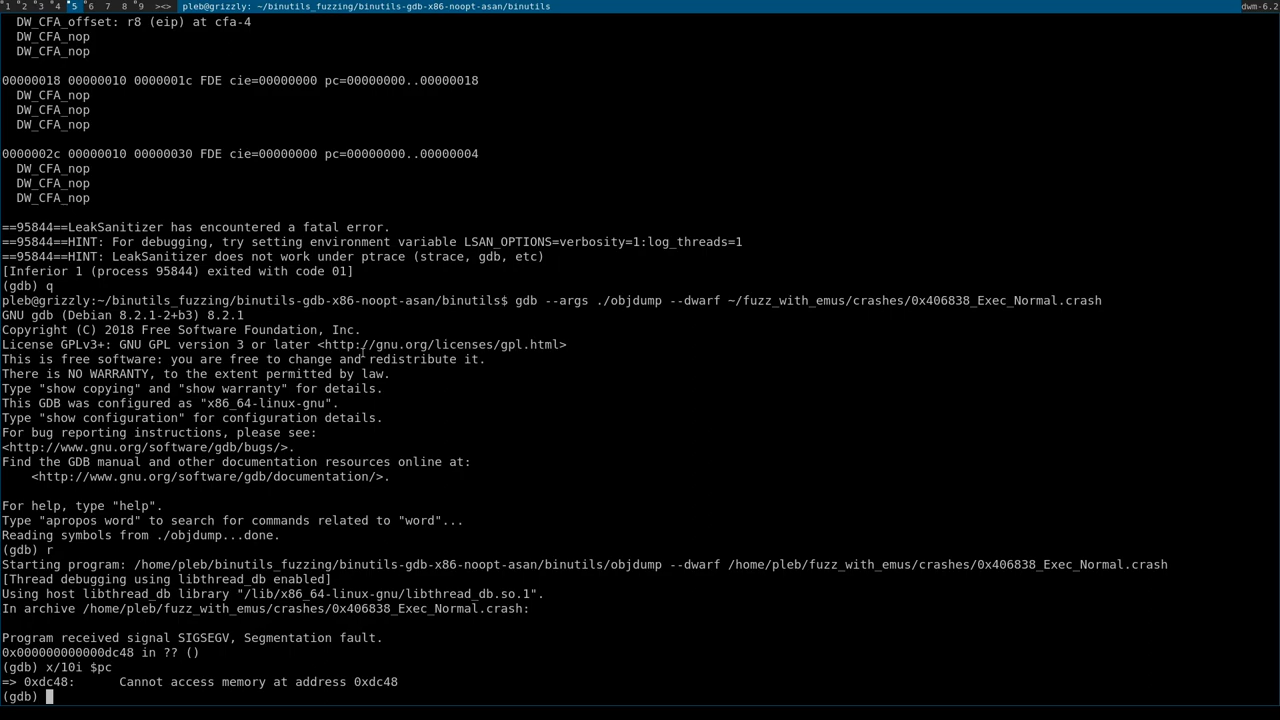 1 2 3 4 5 6 7 8 9 ><> pleb@grizzly: ~/binutils_fuzzing/binutils-gdb-x86-noopt-asan/binutils dwm-6.2
DW_CFA_offset: r8 (eip) at cfa-4
DW_CFA_nop
DW_CFA_nop
00000018 00000010 0000001c FDE cie=00000000 pc=00000000..00000018
DW_CFA_nop
DW_CFA_nop
DW_CFA_nop
0000002c 00000010 00000030 FDE cie=00000000 pc=00000000..00000004
DW_CFA_nop
DW_CFA_nop
DW_CFA_nop
==95844==LeakSanitizer has encountered a fatal error.
==95844==HINT: For debugging, try setting environment variable LSAN_OPTIONS=verbosity=1:log_threads=1
==95844==HINT: LeakSanitizer does not work under ptrace (strace, gdb, etc)
[Inferior 1 (process 95844) exited with code 01]
(gdb) q
pleb@grizzly:~/binutils_fuzzing/binutils-gdb-x86-noopt-asan/binutils$ gdb --args ./objdump --dwarf ~/fuzz_with_emus/crashes/0x406838_Exec_Normal.crash
GNU gdb (Debian 8.2.1-2+b3) 8.2.1
Copyright (C) 2018 Free Software Foundation, Inc.
License GPLv3+: GNU GPL version 3 or later <http://gnu.org/licenses/gpl.html>
This is free software: you are free to change and redistribute it.
There is NO WARRANTY, to the extent permitted by law.
Type "show copying" and "show warranty" for details.
This GDB was configured as "x86_64-linux-gnu".
Type "show configuration" for configuration details.
For bug reporting instructions, please see:
<http://www.gnu.org/software/gdb/bugs/>.
Find the GDB manual and other documentation resources online at:
<http://www.gnu.org/software/gdb/documentation/>.
For help, type "help".
Type "apropos word" to search for commands related to "word"...
Reading symbols from ./objdump...done.
(gdb) r
Starting program: /home/pleb/binutils_fuzzing/binutils-gdb-x86-noopt-asan/binutils/objdump --dwarf /home/pleb/fuzz_with_emus/crashes/0x406838_Exec_Normal.crash
[Thread debugging using libthread_db enabled]
Using host libthread_db library "/lib/x86_64-linux-gnu/libthread_db.so.1".
In archive /home/pleb/fuzz_with_emus/crashes/0x406838_Exec_Normal.crash:
Program received signal SIGSEGV, Segmentation fault.
0x000000000000dc48 in ?? ()
(gdb) x/10i $pc
=> 0xdc48: Cannot access memory at address 0xdc48
(gdb)